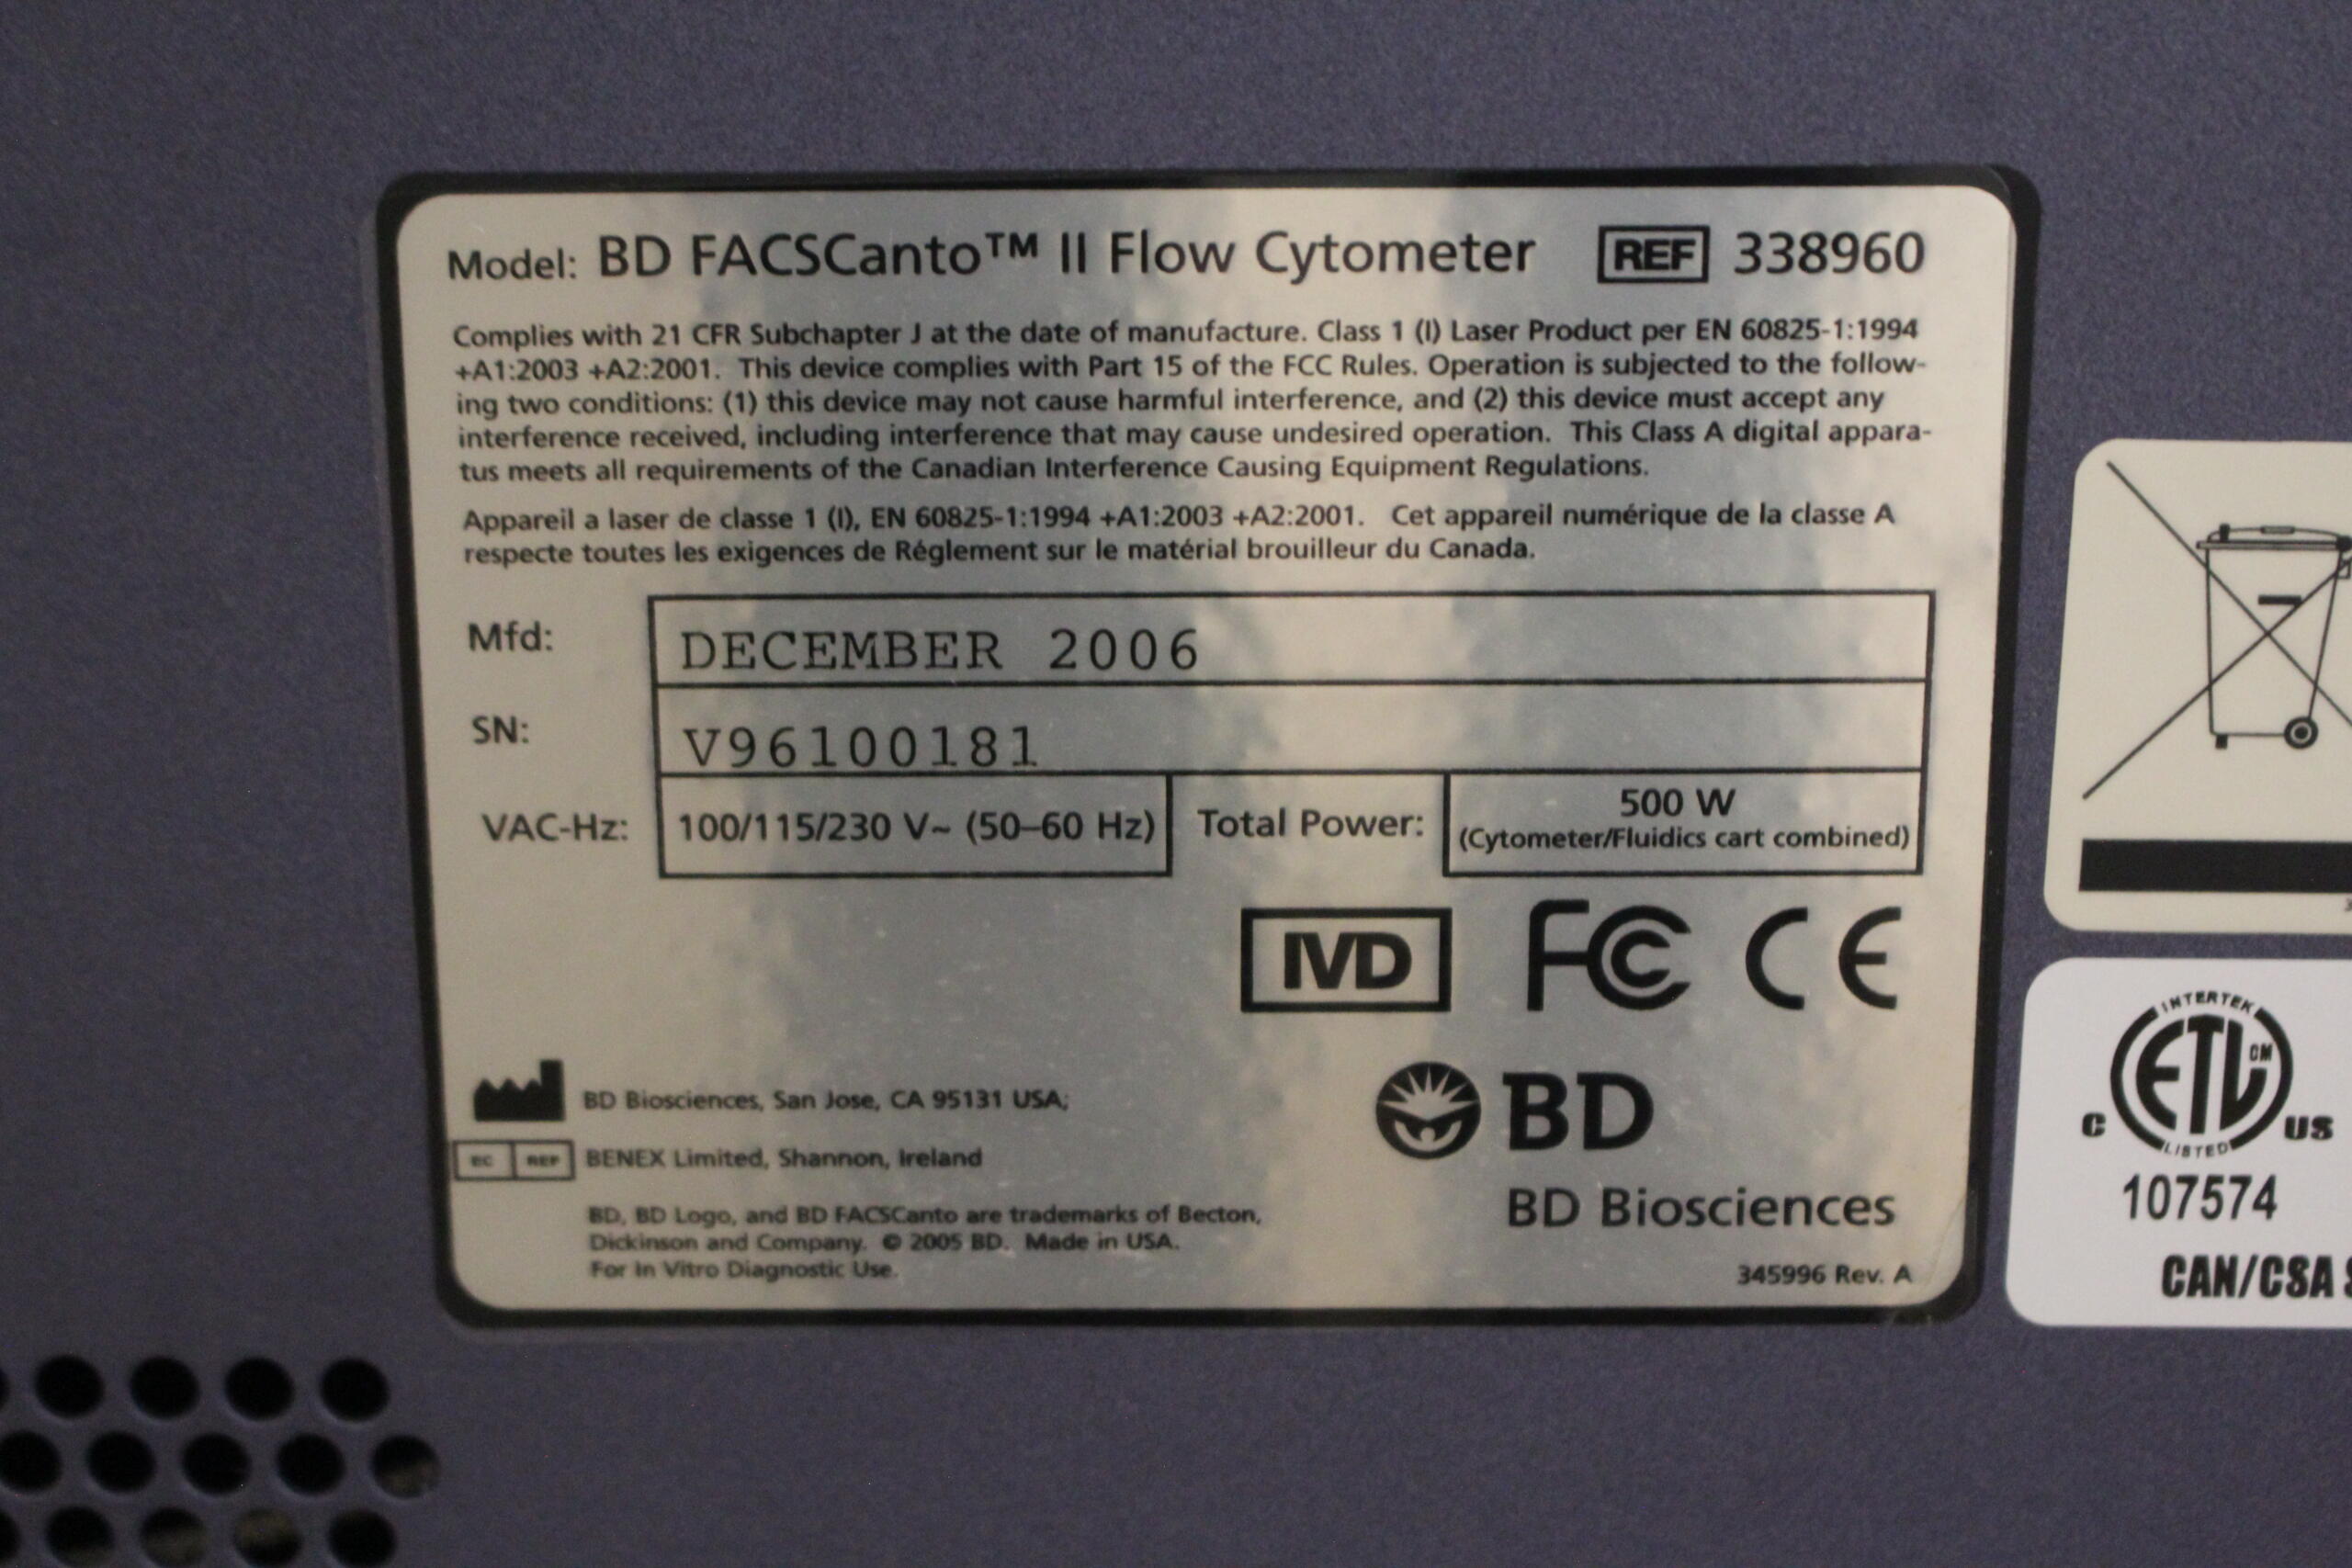 Model: BD FACSCanto™ II Flow Cytometer REF 338960
Complies with 21 CFR Subchapter J at the date of manufacture. Class 1 (I) Laser Product per EN 60825-1:1994
+A1:2003 +A2:2001. This device complies with Part 15 of the FCC Rules. Operation is subjected to the follow-
ing two conditions: (1) this device may not cause harmful interference, and (2) this device must accept any
interference received, including interference that may cause undesired operation. This Class A digital appara-
tus meets all requirements of the Canadian Interference Causing Equipment Regulations.
Appareil a laser de classe 1 (I), EN 60825-1:1994 +A1:2003 +A2:2001. Cet appareil numérique de la classe A
respecte toutes les exigences de Réglement sur le matérial brouilleur du Canada.
Mfd: DECEMBER 2006
SN: V96100181
VAC-Hz: 100/115/230 V~ (50–60 Hz) Total Power: 500 W
(Cytometer/Fluidics cart combined)
IVD FC CE
BD Biosciences, San Jose, CA 95131 USA;
EC REP BENEX Limited, Shannon, Ireland
BD, BD Logo, and BD FACSCanto are trademarks of Becton,
Dickinson and Company. © 2005 BD. Made in USA.
For In Vitro Diagnostic Use.
BD
BD Biosciences
345996 Rev. A
INTERTEK
ETL CM
C US
LISTED
107574
CAN/CSA